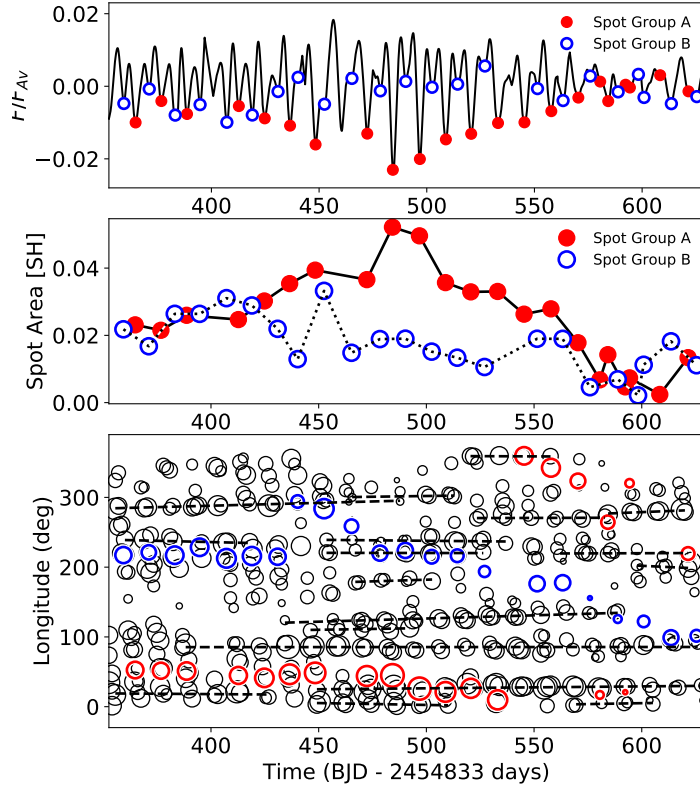 0.02
0.00
−0.02
F/F_Av
Spot Group A
Spot Group B
400 450 500 550 600
0.04
0.02
0.00
Spot Area [SH]
Spot Group A
Spot Group B
400 450 500 550 600
300
200
100
0
Longitude (deg)
400 450 500 550 600
Time (BJD - 2454833 days)